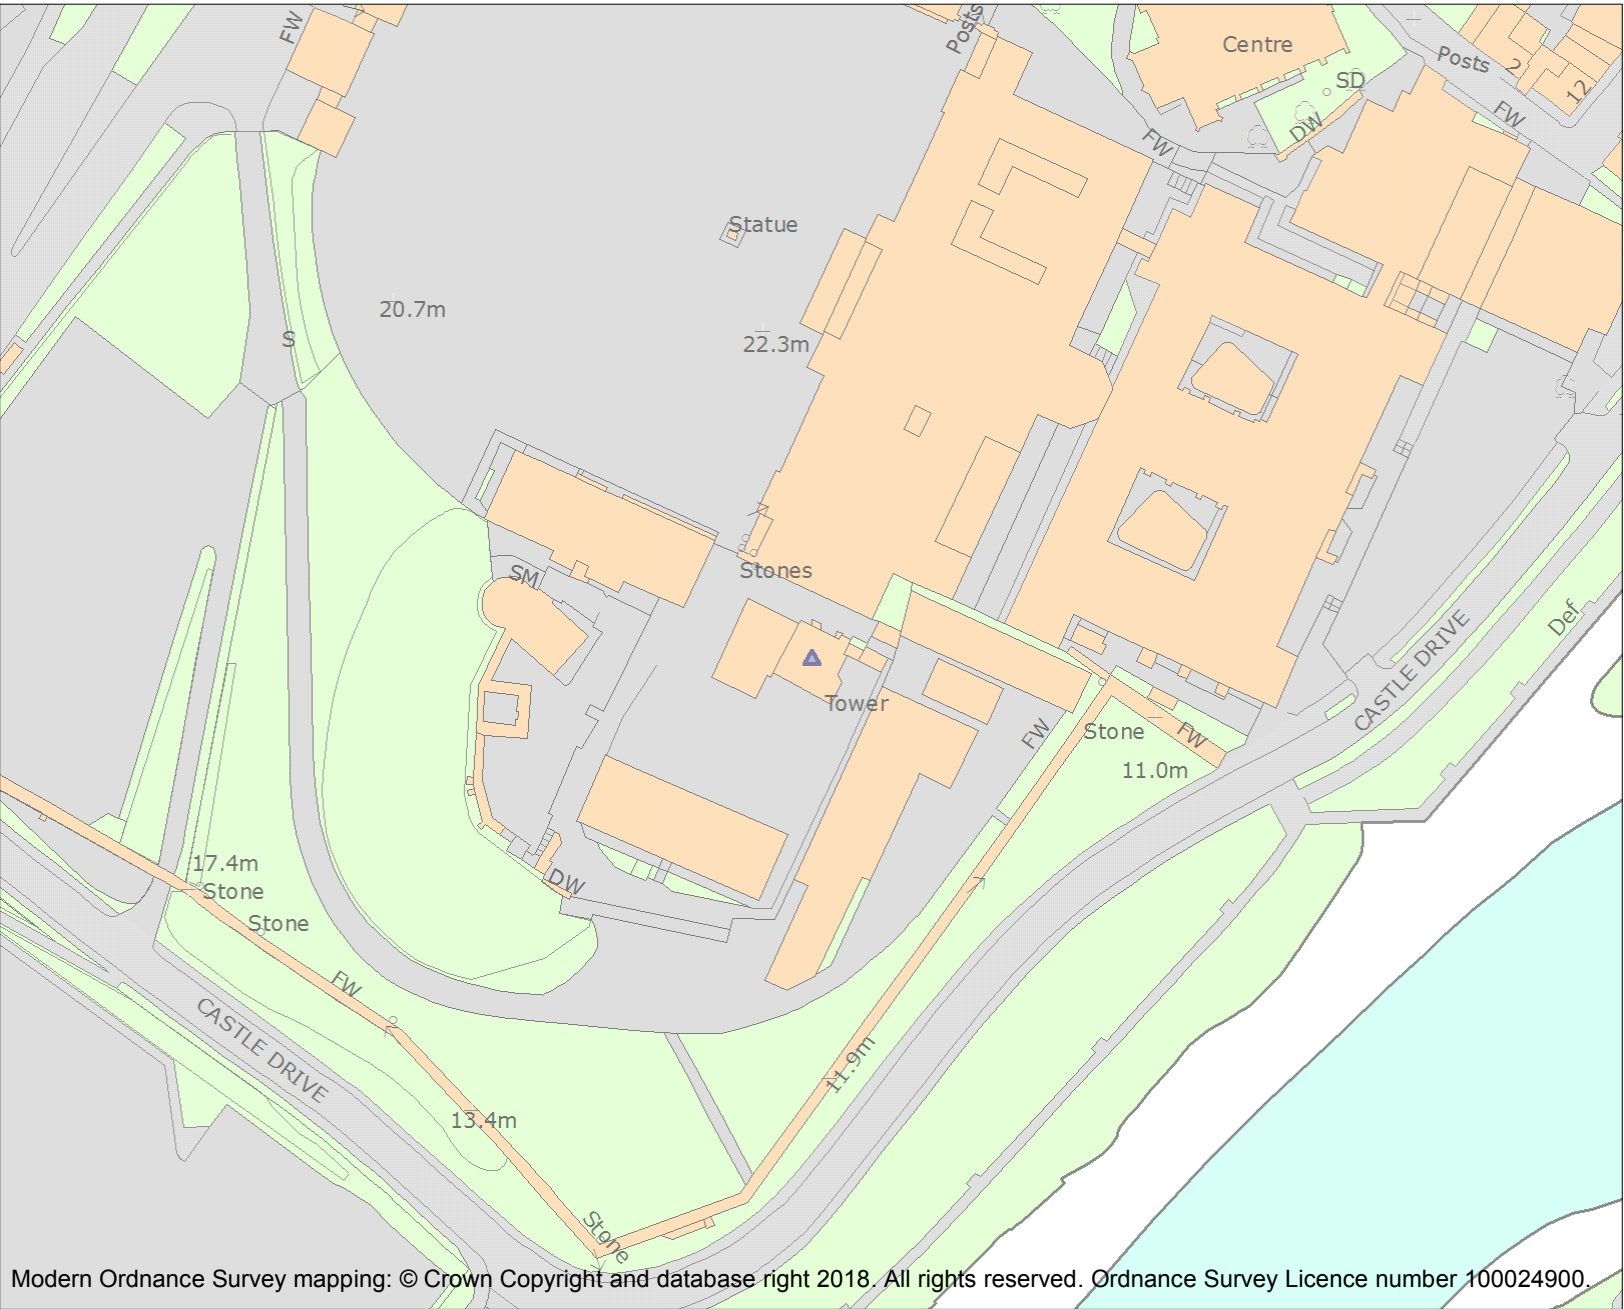 FW
Posts
Centre
Posts
2
12
SD
FW
DW
FW
Statue
20.7m
22.3m
S
Stones
SM
Def
CASTLE DRIVE
Tower
Stone
FW
FW
11.0m
17.4m
Stone
DW
Stone
FW
CASTLE DRIVE
11.9m
13.4m
Stone
Modern Ordnance Survey mapping: © Crown Copyright and database right 2018. All rights reserved. Ordnance Survey Licence number 100024900.